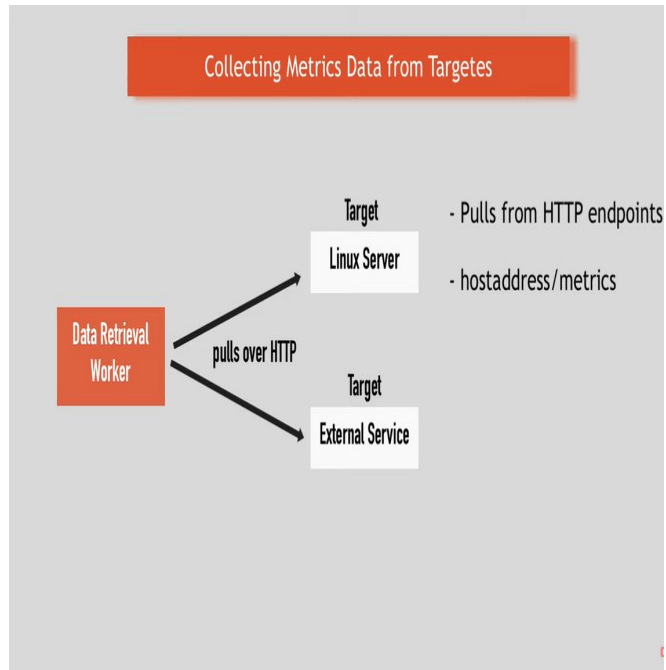 Collecting Metrics Data from Targetes
Target
Linux Server
- Pulls from HTTP endpoints
- hostaddress/metrics
Data Retrieval
Worker
pulls over HTTP
Target
External Service